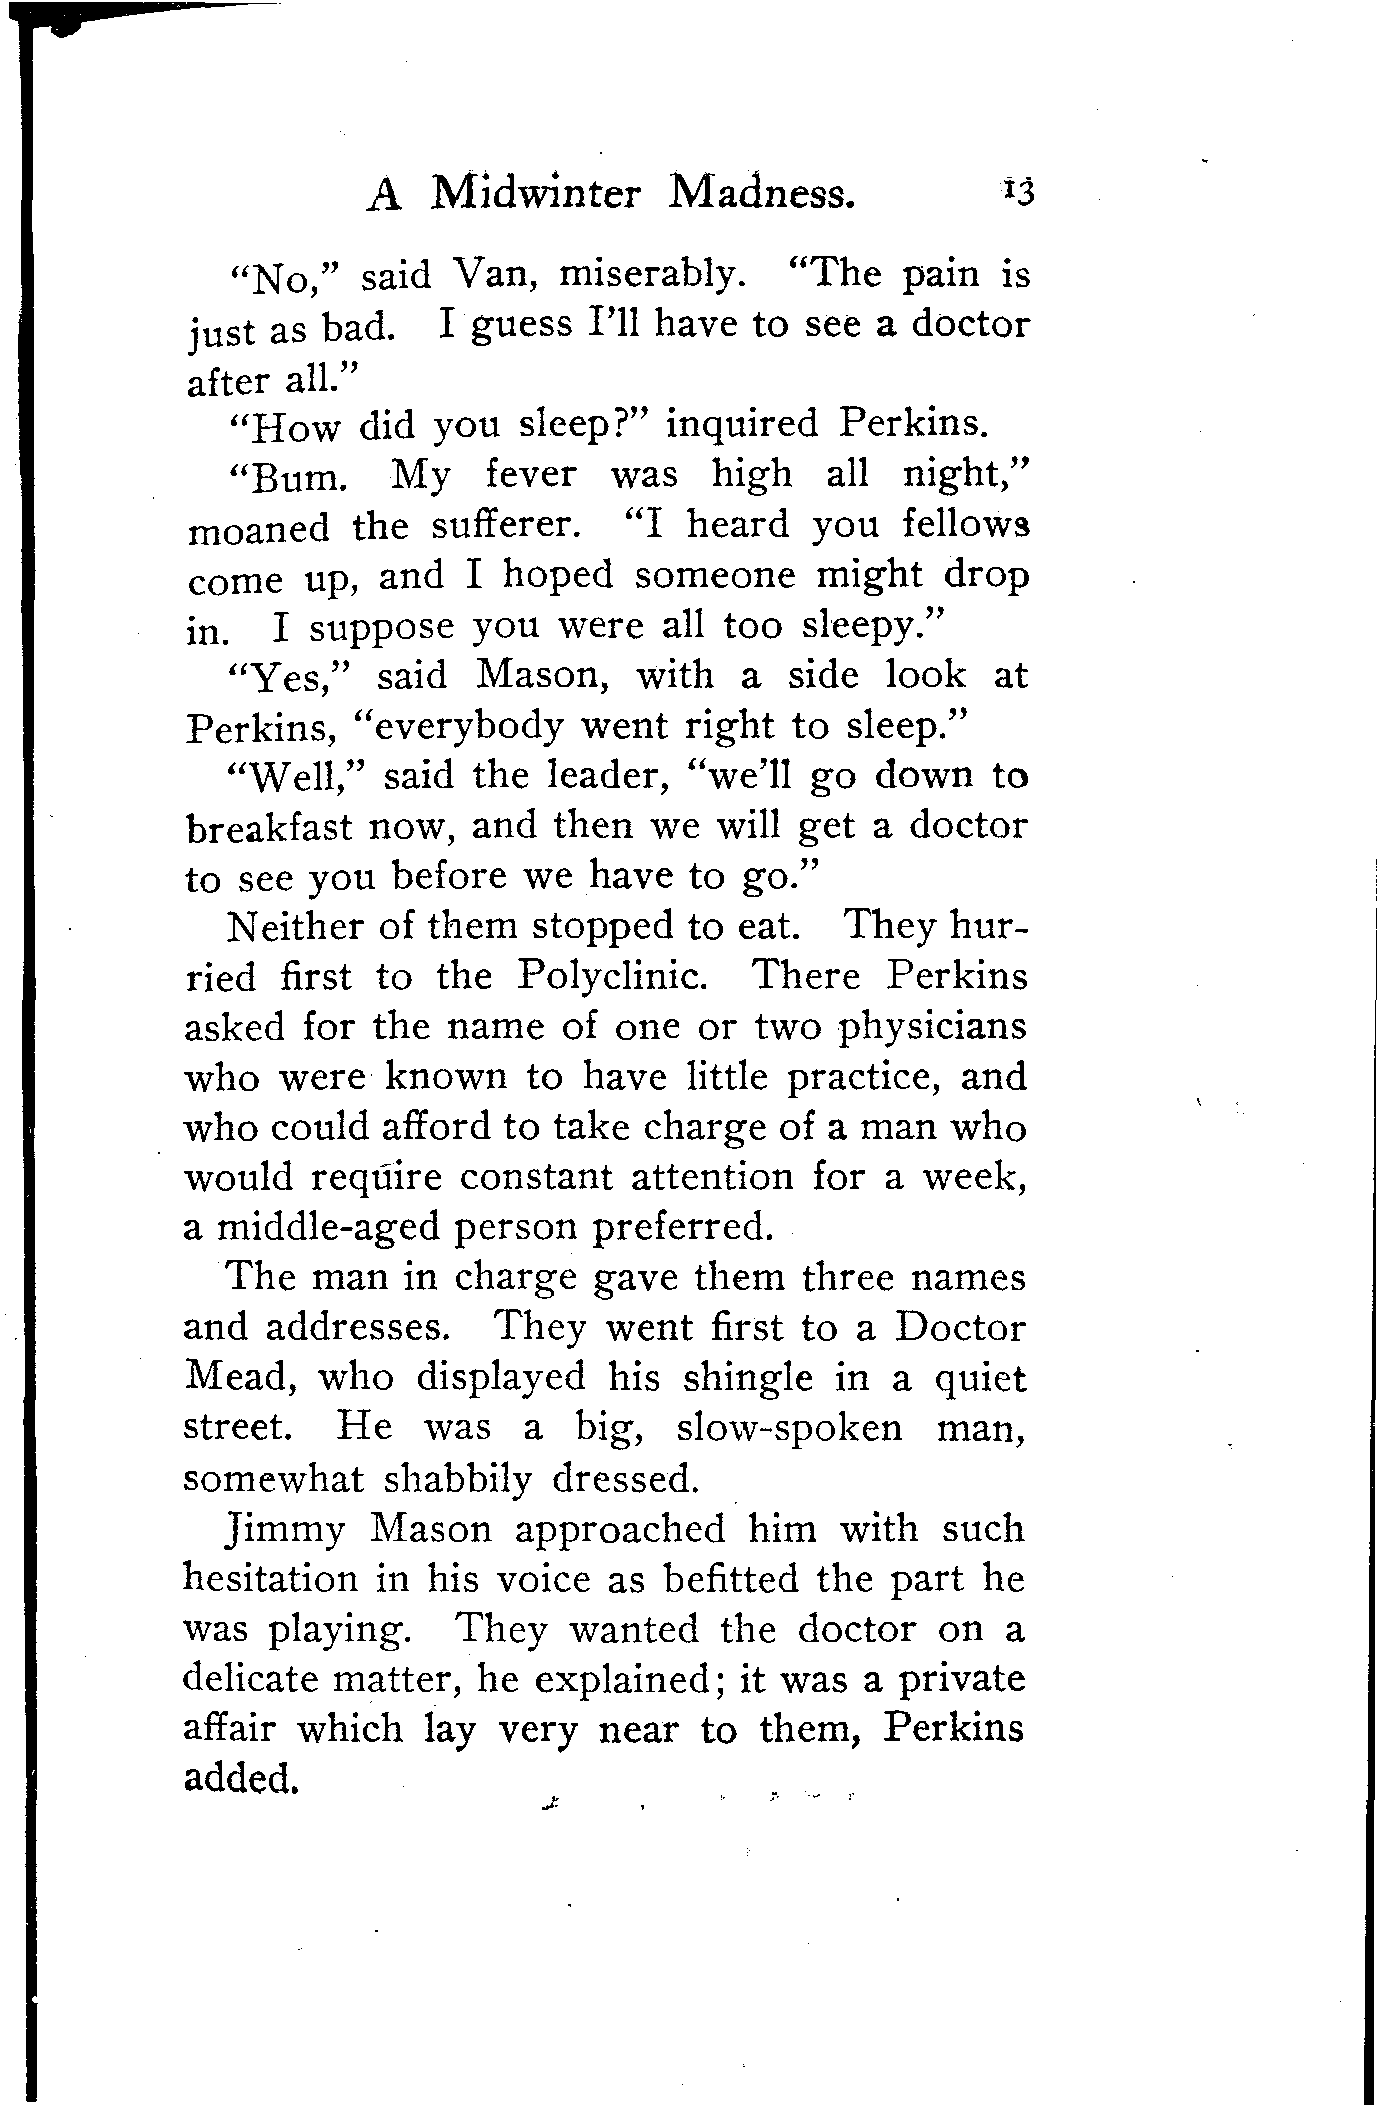 A Midwinter Madness. 13
“No,” said Van, miserably. “The pain is
just as bad. I guess I’ll have to see a doctor
after all.”
“How did you sleep?” inquired Perkins.
“Bum. My fever was high all night,”
moaned the sufferer. “I heard you fellows
come up, and I hoped someone might drop
in. I suppose you were all too sleepy.”
“Yes,” said Mason, with a side look at
Perkins, “everybody went right to sleep.”
“Well,” said the leader, “we’ll go down to
breakfast now, and then we will get a doctor
to see you before we have to go.”
Neither of them stopped to eat. They hur-
ried first to the Polyclinic. There Perkins
asked for the name of one or two physicians
who were known to have little practice, and
who could afford to take charge of a man who
would require constant attention for a week,
a middle-aged person preferred.
The man in charge gave them three names
and addresses. They went first to a Doctor
Mead, who displayed his shingle in a quiet
street. He was a big, slow-spoken man,
somewhat shabbily dressed.
Jimmy Mason approached him with such
hesitation in his voice as befitted the part he
was playing. They wanted the doctor on a
delicate matter, he explained; it was a private
affair which lay very near to them, Perkins
added.